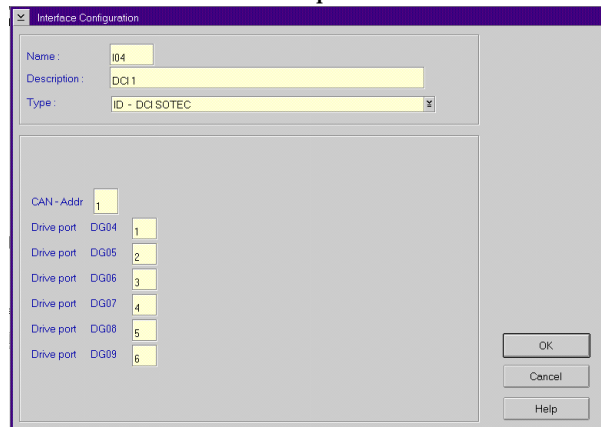 Interface Configuration
Name : I04
Description : DCI 1
Type : ID - DCI SOTEC
CAN - Addr 1
Drive port DG04 1
Drive port DG05 2
Drive port DG06 3
Drive port DG07 4
Drive port DG08 5
Drive port DG09 6
OK
Cancel
Help